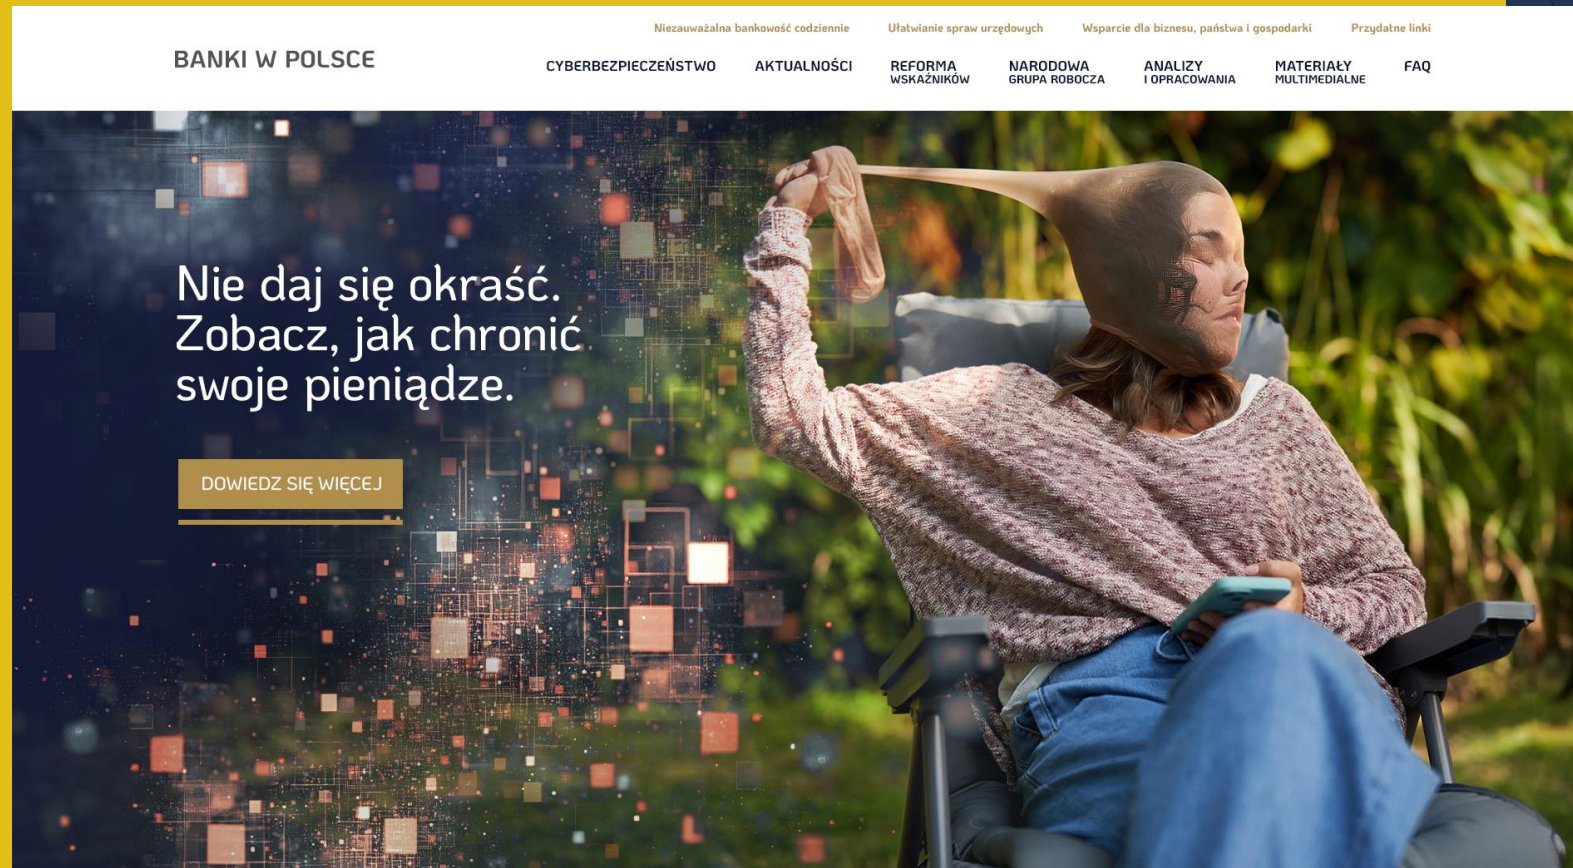 Niezauważalna bankowość codziennie
Ułatwianie spraw urzędowych
Wsparcie dla biznesu, państwa i gospodarki
Przydatne linki
BANKI W POLSCE
CYBERBEZPIECZEŃSTWO
AKTUALNOŚCI
REFORMA
WSKAŹNIKÓW
NARODOWA
GRUPA ROBOCZA
ANALIZY
I OPRACOWANIA
MATERIAŁY
MULTIMEDIALNE
FAQ
Nie daj się okraść.
Zobacz, jak chronić
swoje pieniądze.
DOWIEDZ SIĘ WIĘCEJ